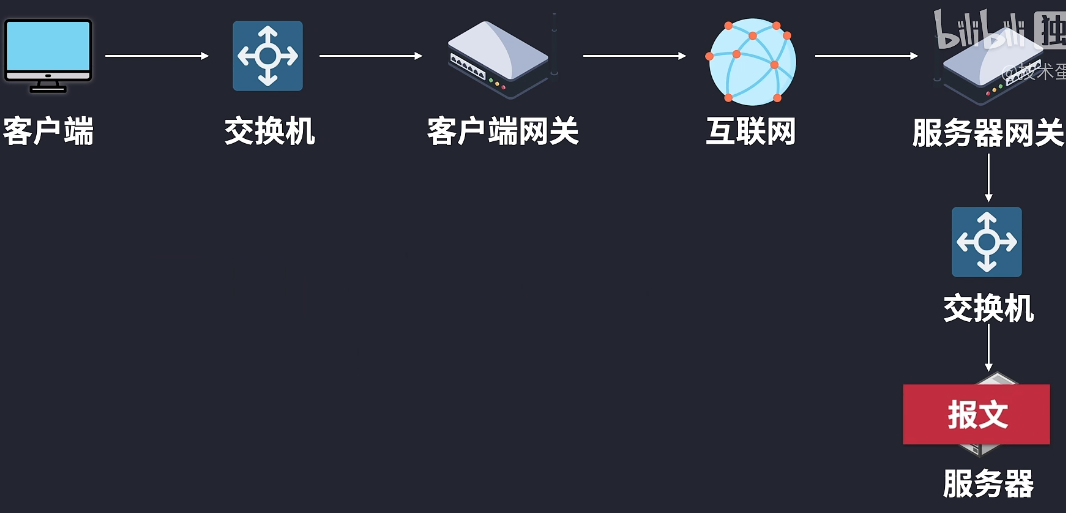 bilibili 独
@技术蛋
客户端
交换机
客户端网关
互联网
服务器网关
交换机
报文
服务器